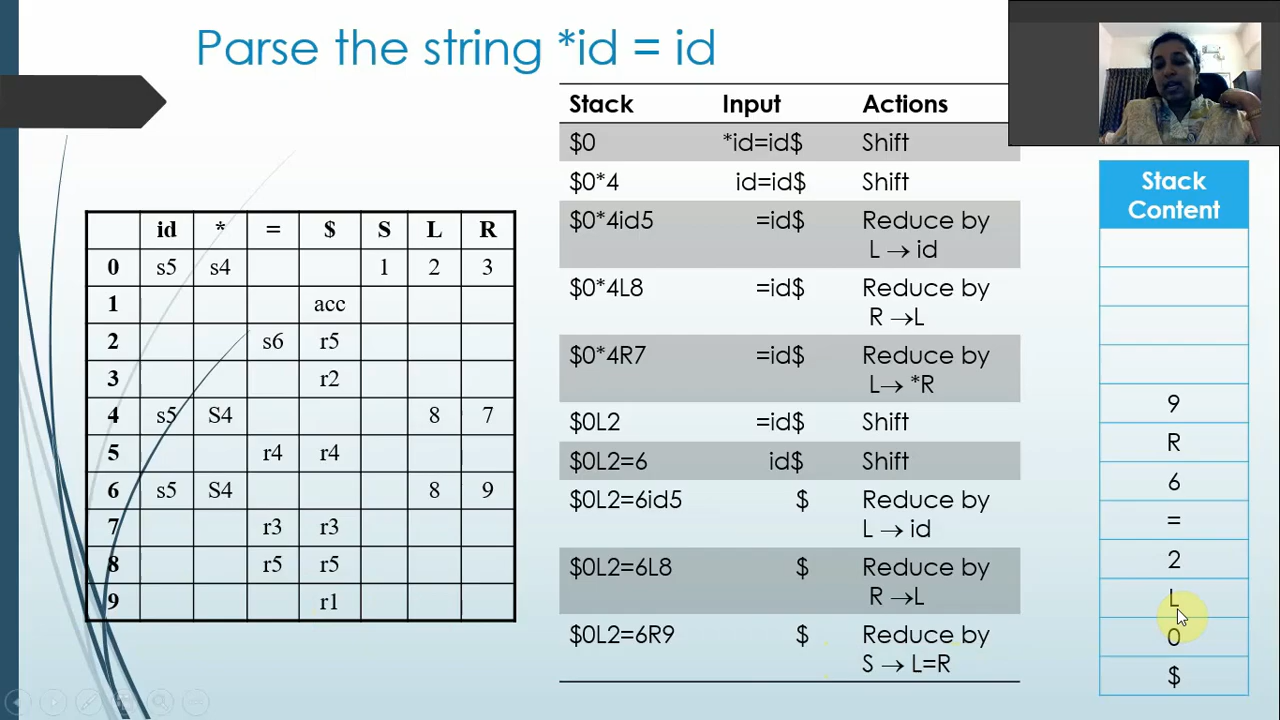 Parse the string *id = id
id * = $ S L R
0 s5 s4 1 2 3
1 acc
2 s6 r5
3 r2
4 s5 S4 8 7
5 r4 r4
6 s5 S4 8 9
7 r3 r3
8 r5 r5
9 r1
Stack Input Actions
$0 *id=id$ Shift
$0*4 id=id$ Shift
$0*4id5 =id$ Reduce by
L → id
$0*4L8 =id$ Reduce by
R →L
$0*4R7 =id$ Reduce by
L→ *R
$0L2 =id$ Shift
$0L2=6 id$ Shift
$0L2=6id5 $ Reduce by
L → id
$0L2=6L8 $ Reduce by
R →L
$0L2=6R9 $ Reduce by
S → L=R
Stack
Content
9
R
6
=
2
L
0
$